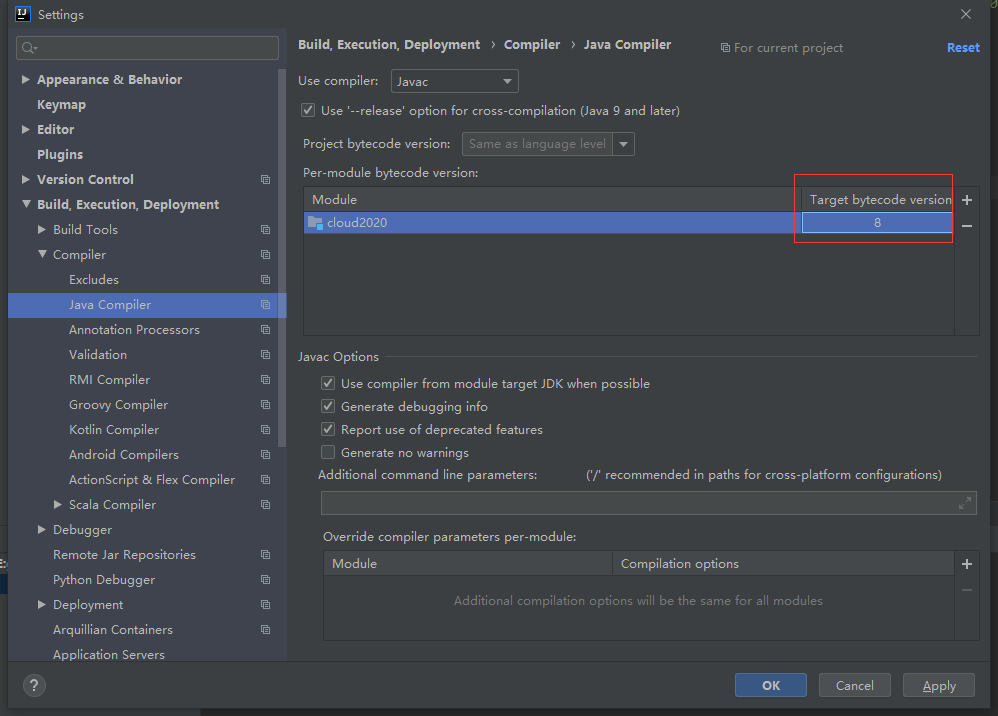 Settings
Appearance & Behavior
Keymap
Editor
Plugins
Version Control
Build, Execution, Deployment
Build Tools
Compiler
Excludes
Java Compiler
Annotation Processors
Validation
RMI Compiler
Groovy Compiler
Kotlin Compiler
Android Compilers
ActionScript & Flex Compiler
Scala Compiler
Debugger
Remote Jar Repositories
Python Debugger
Deployment
Arquillian Containers
Application Servers
Build, Execution, Deployment › Compiler › Java Compiler For current project Reset
Use compiler: Javac
Use '--release' option for cross-compilation (Java 9 and later)
Project bytecode version: Same as language level
Per-module bytecode version:
Module Target bytecode version
cloud2020 8
Javac Options
Use compiler from module target JDK when possible
Generate debugging info
Report use of deprecated features
Generate no warnings
Additional command line parameters: ('/' recommended in paths for cross-platform configurations)
Override compiler parameters per-module:
Module Compilation options
Additional compilation options will be the same for all modules
? OK Cancel Apply